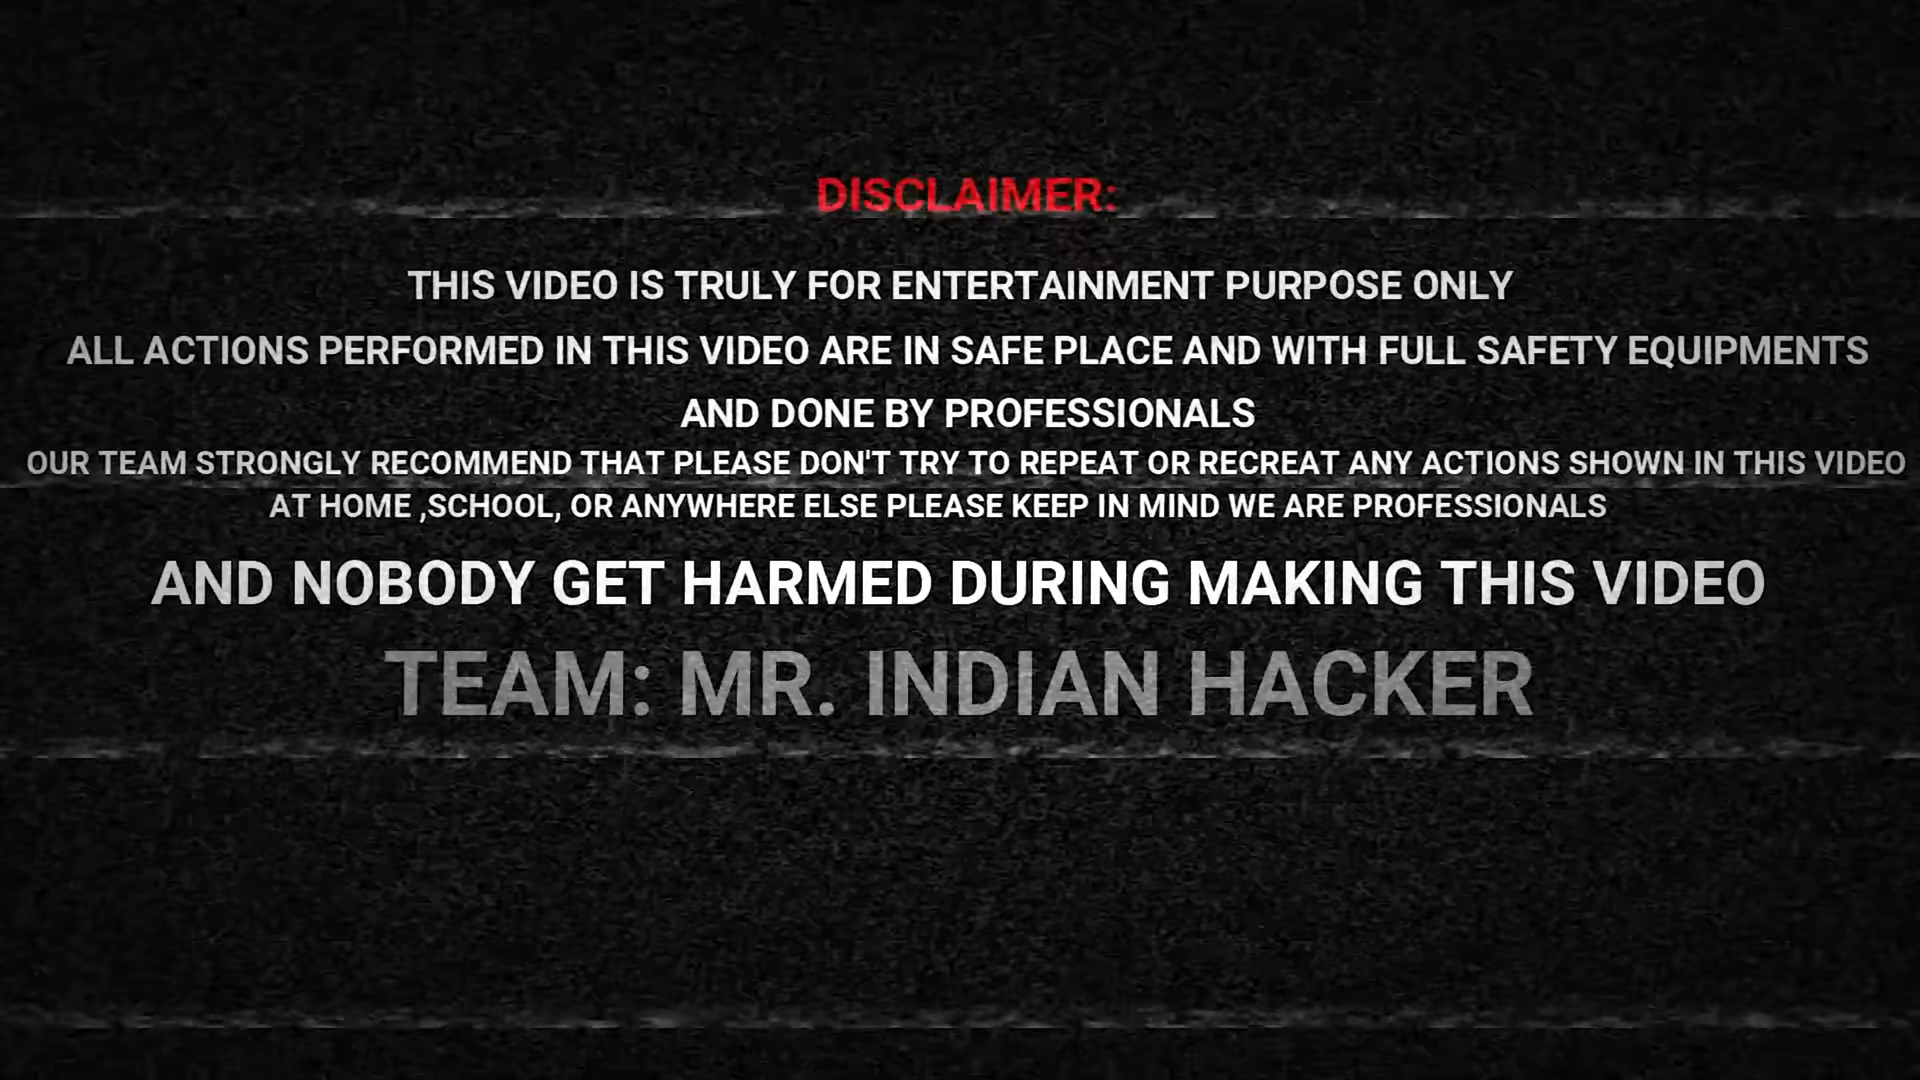 DISCLAIMER:
THIS VIDEO IS TRULY FOR ENTERTAINMENT PURPOSE ONLY
ALL ACTIONS PERFORMED IN THIS VIDEO ARE IN SAFE PLACE AND WITH FULL SAFETY EQUIPMENTS
AND DONE BY PROFESSIONALS
OUR TEAM STRONGLY RECOMMEND THAT PLEASE DON'T TRY TO REPEAT OR RECREAT ANY ACTIONS SHOWN IN THIS VIDEO
AT HOME ,SCHOOL, OR ANYWHERE ELSE PLEASE KEEP IN MIND WE ARE PROFESSIONALS
AND NOBODY GET HARMED DURING MAKING THIS VIDEO
TEAM: MR. INDIAN HACKER